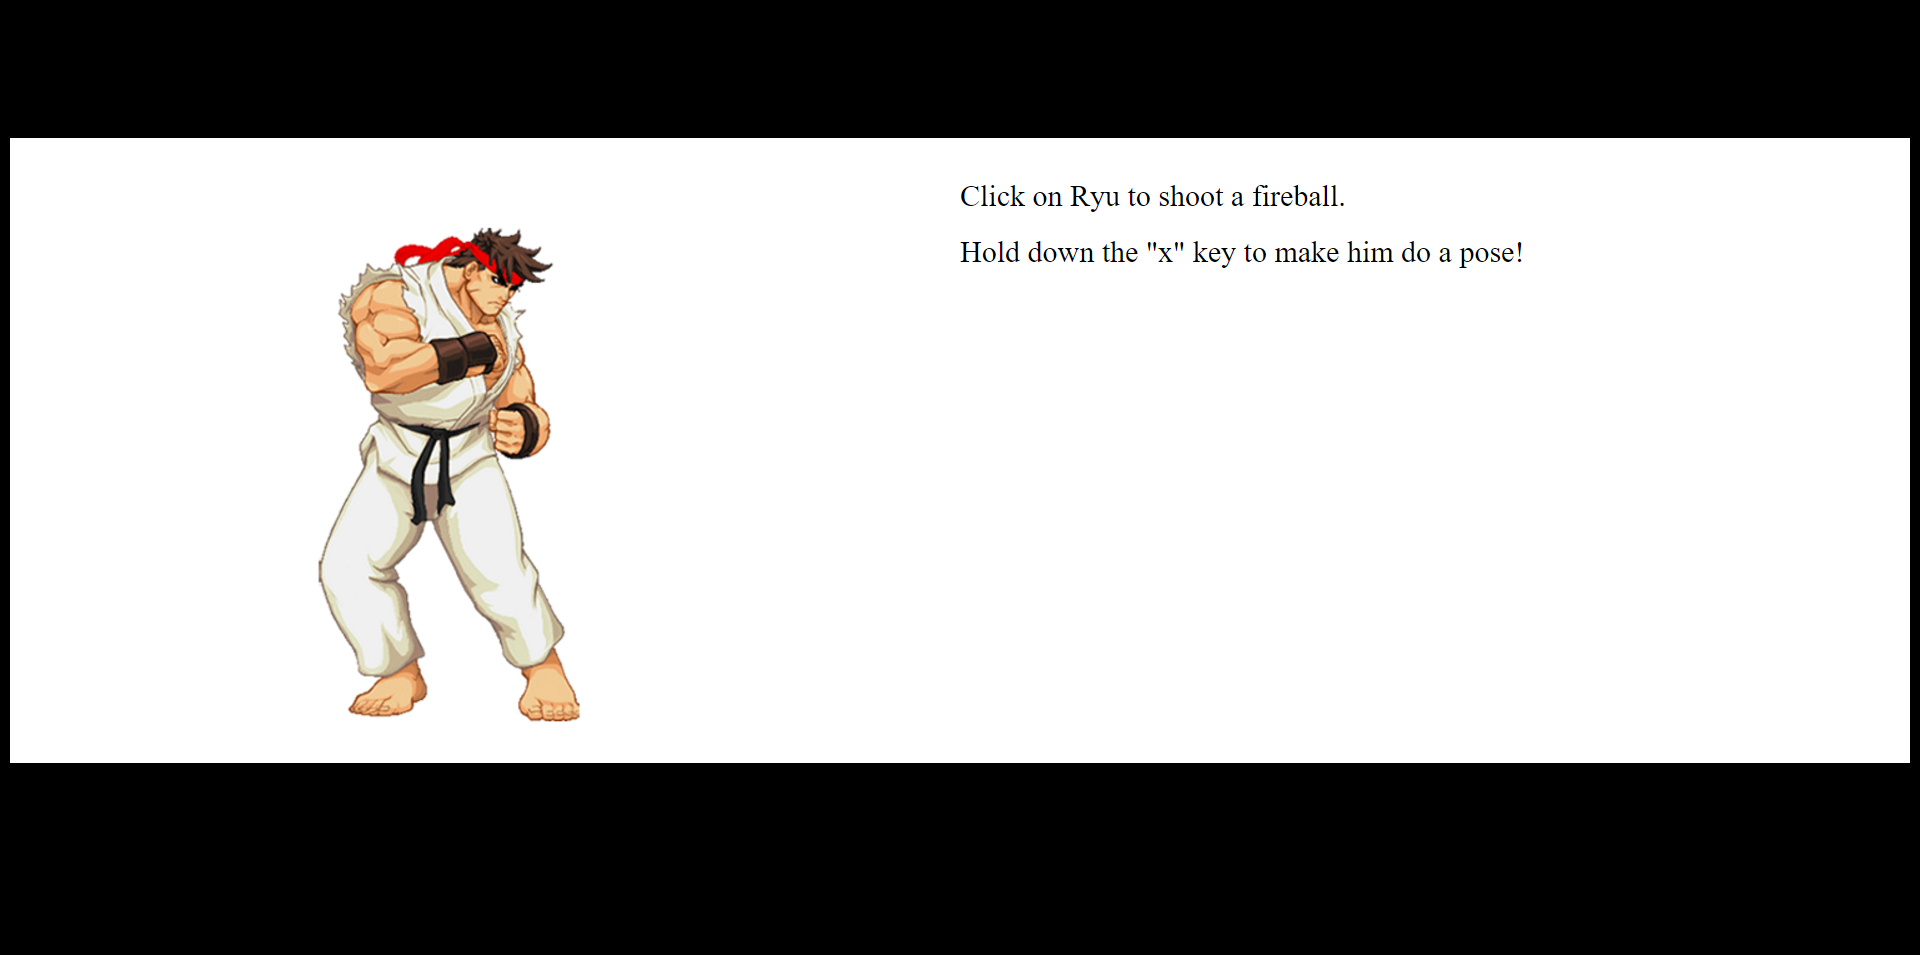 Click on Ryu to shoot a fireball.
Hold down the "x" key to make him do a pose!